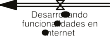 Desarrollando
funcionalidades en
Internet